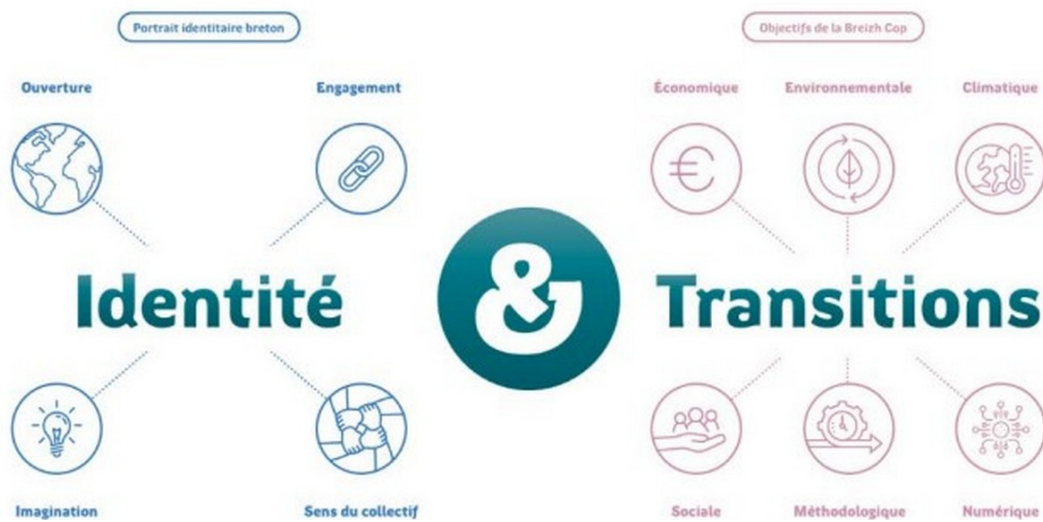 Portrait identitaire breton
Objectifs de la Breizh Cop
Ouverture
Engagement
Économique
Environnementale
Climatique
Identité
&
Transitions
Imagination
Sens du collectif
Sociale
Méthodologique
Numérique